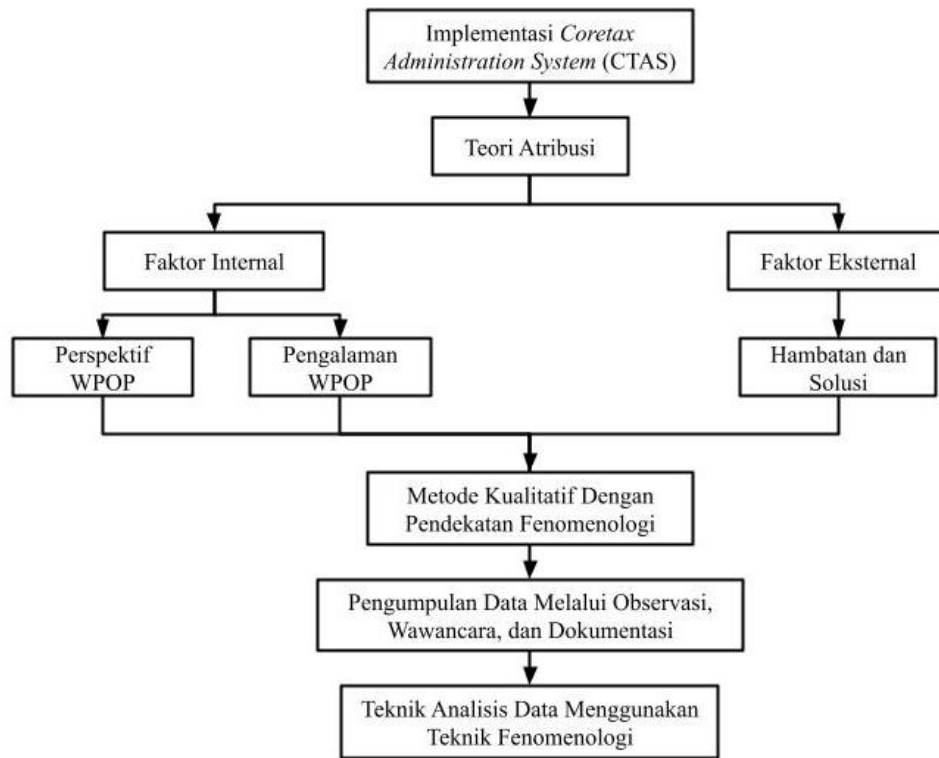 Implementasi Coretax
Administration System (CTAS)
Teori Atribusi
Faktor Internal
Faktor Eksternal
Perspektif
WPOP
Pengalaman
WPOP
Hambatan dan
Solusi
Metode Kualitatif Dengan
Pendekatan Fenomenologi
Pengumpulan Data Melalui Observasi,
Wawancara, dan Dokumentasi
Teknik Analisis Data Menggunakan
Teknik Fenomenologi